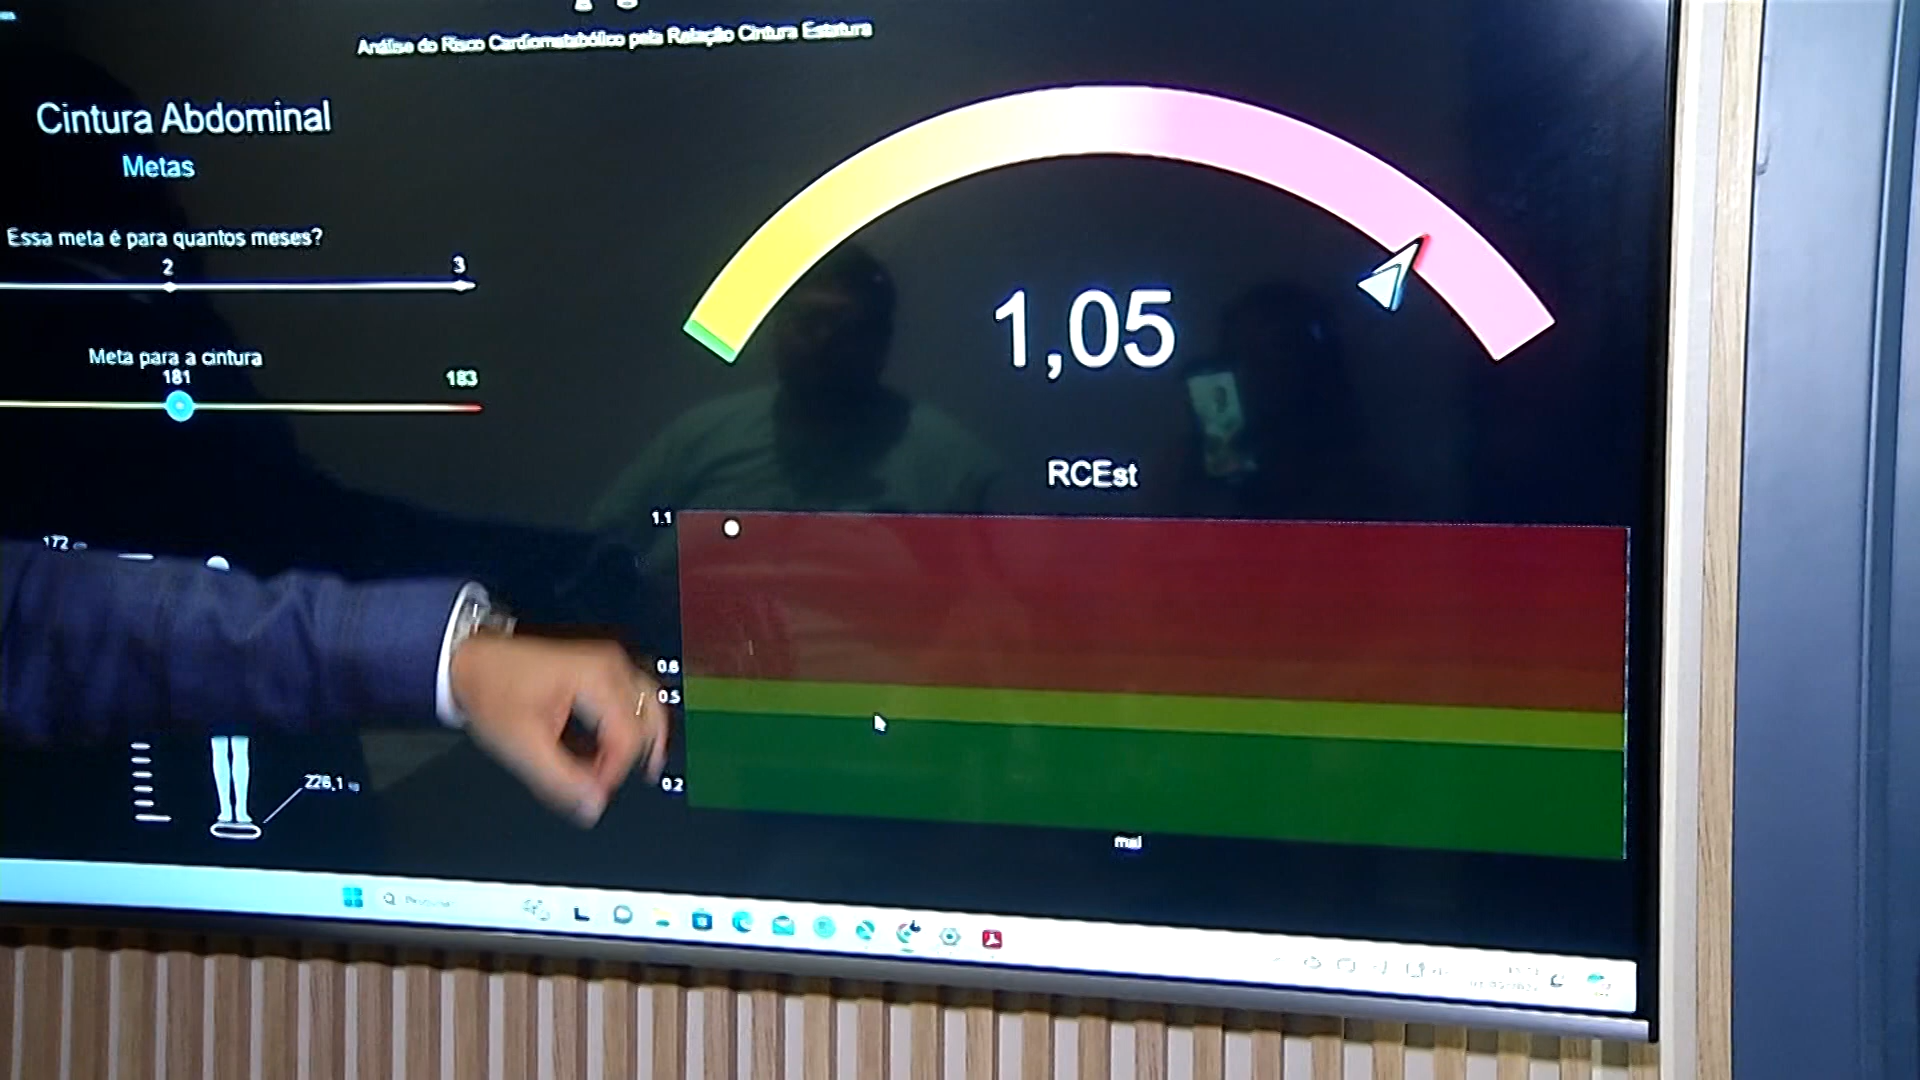 Análise do Risco Cardiometabólico pela Relação Cintura Estatura
Cintura Abdominal
Metas
Essa meta é para quantos meses?
2 3
Meta para a cintura
181 183
1,05
RCEst
1.1
0.6
0.5
0.2
mai
172
226,1